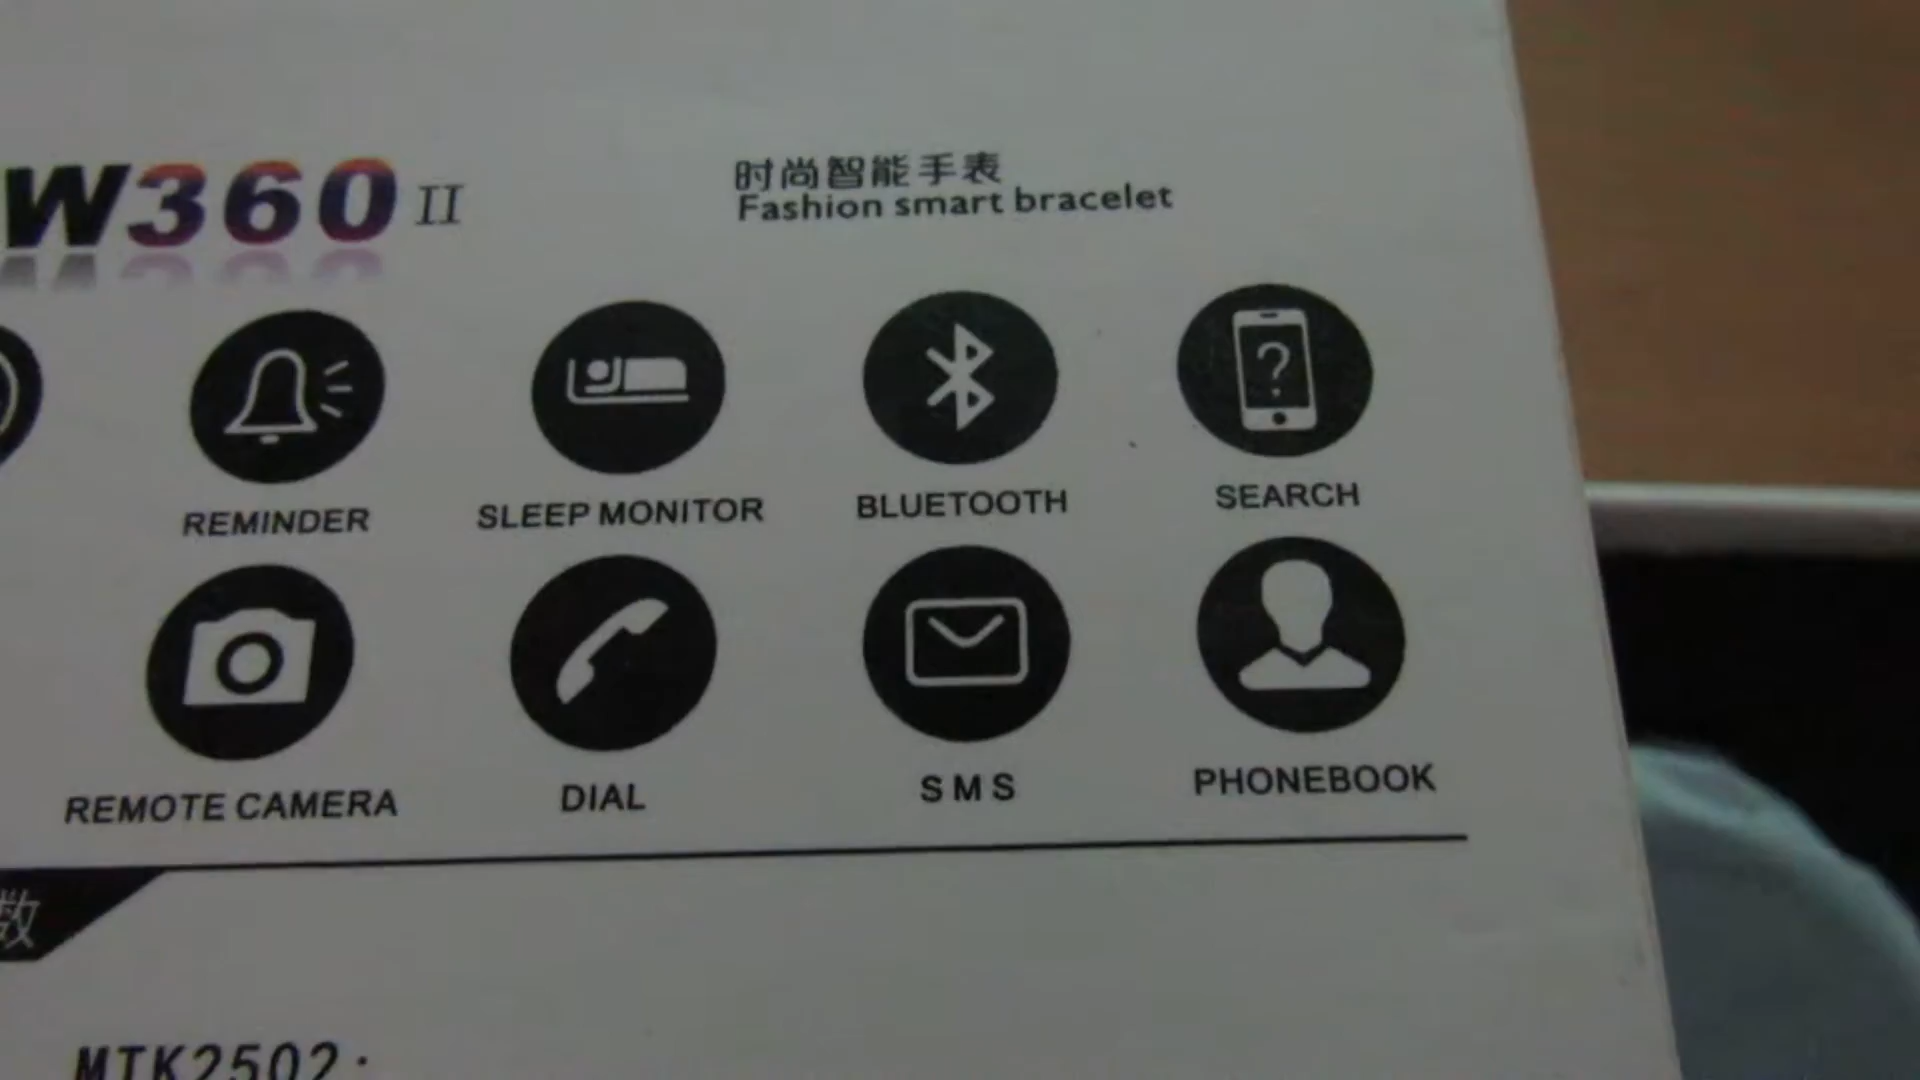 W360 II
时尚智能手表
Fashion smart bracelet
REMINDER
SLEEP MONITOR
BLUETOOTH
SEARCH
REMOTE CAMERA
DIAL
SMS
PHONEBOOK
数
MTK2502